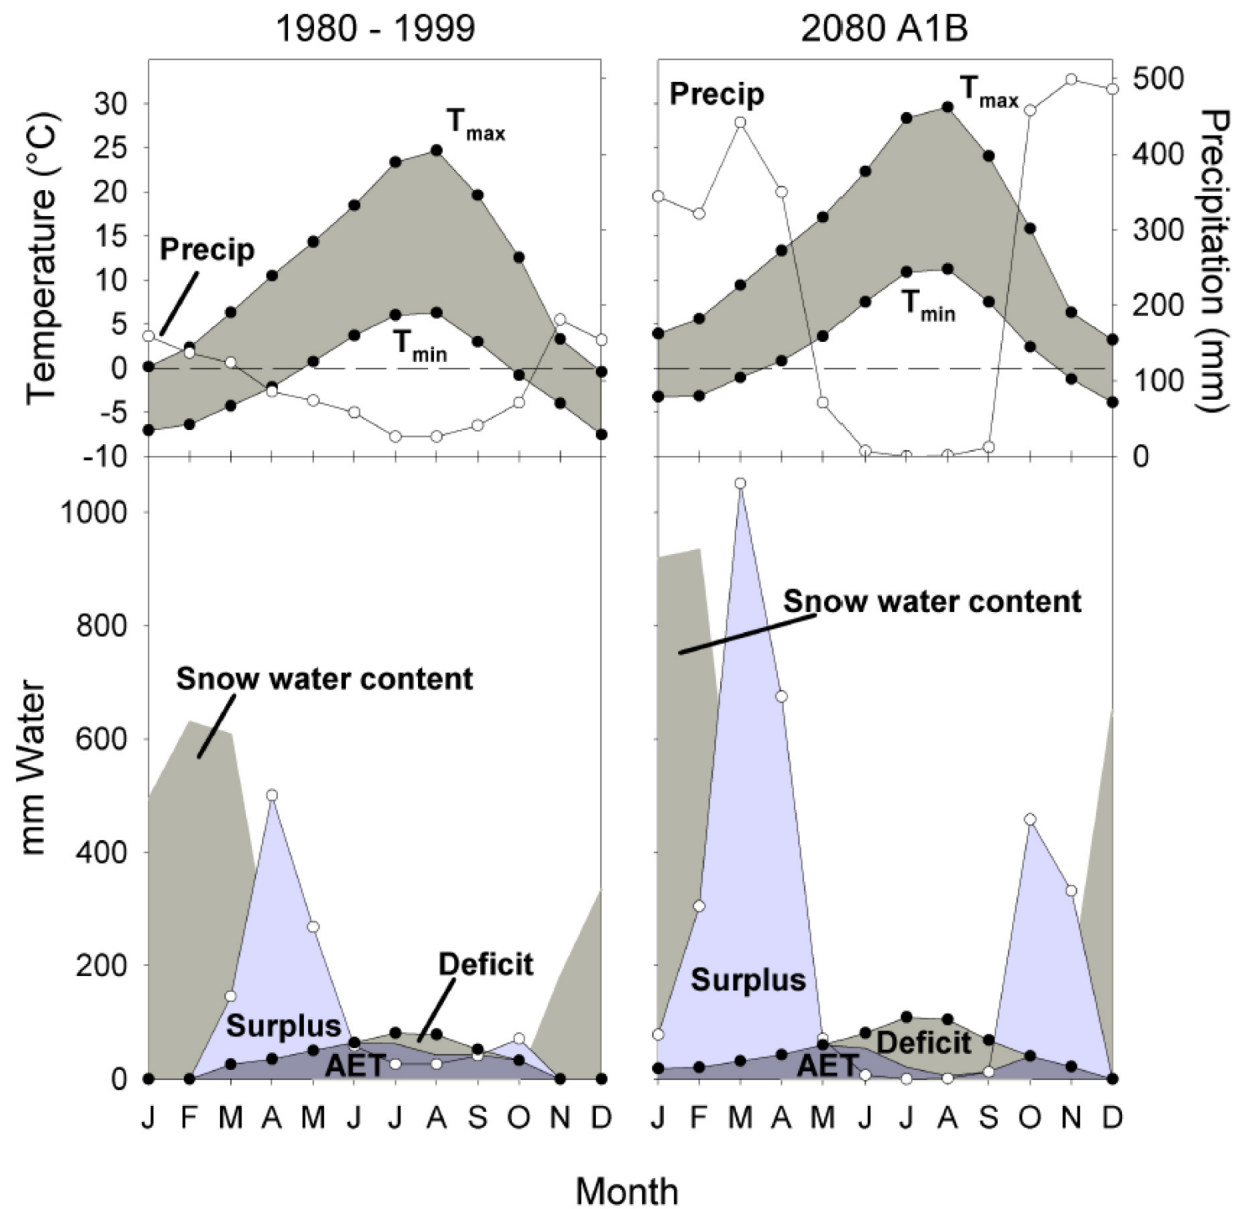 1980 - 1999
2080 A1B
Temperature (°C)
30
25
20
15
10
5
0
-5
-10
Precip
Tmax
Tmin
Precip
Tmax
Tmin
500
400
300
200
100
0
Precipitation (mm)
mm Water
1000
800
600
400
200
0
Snow water content
Surplus
Deficit
AET
Snow water content
Surplus
Deficit
AET
J F M A M J J A S O N D
J F M A M J J A S O N D
Month